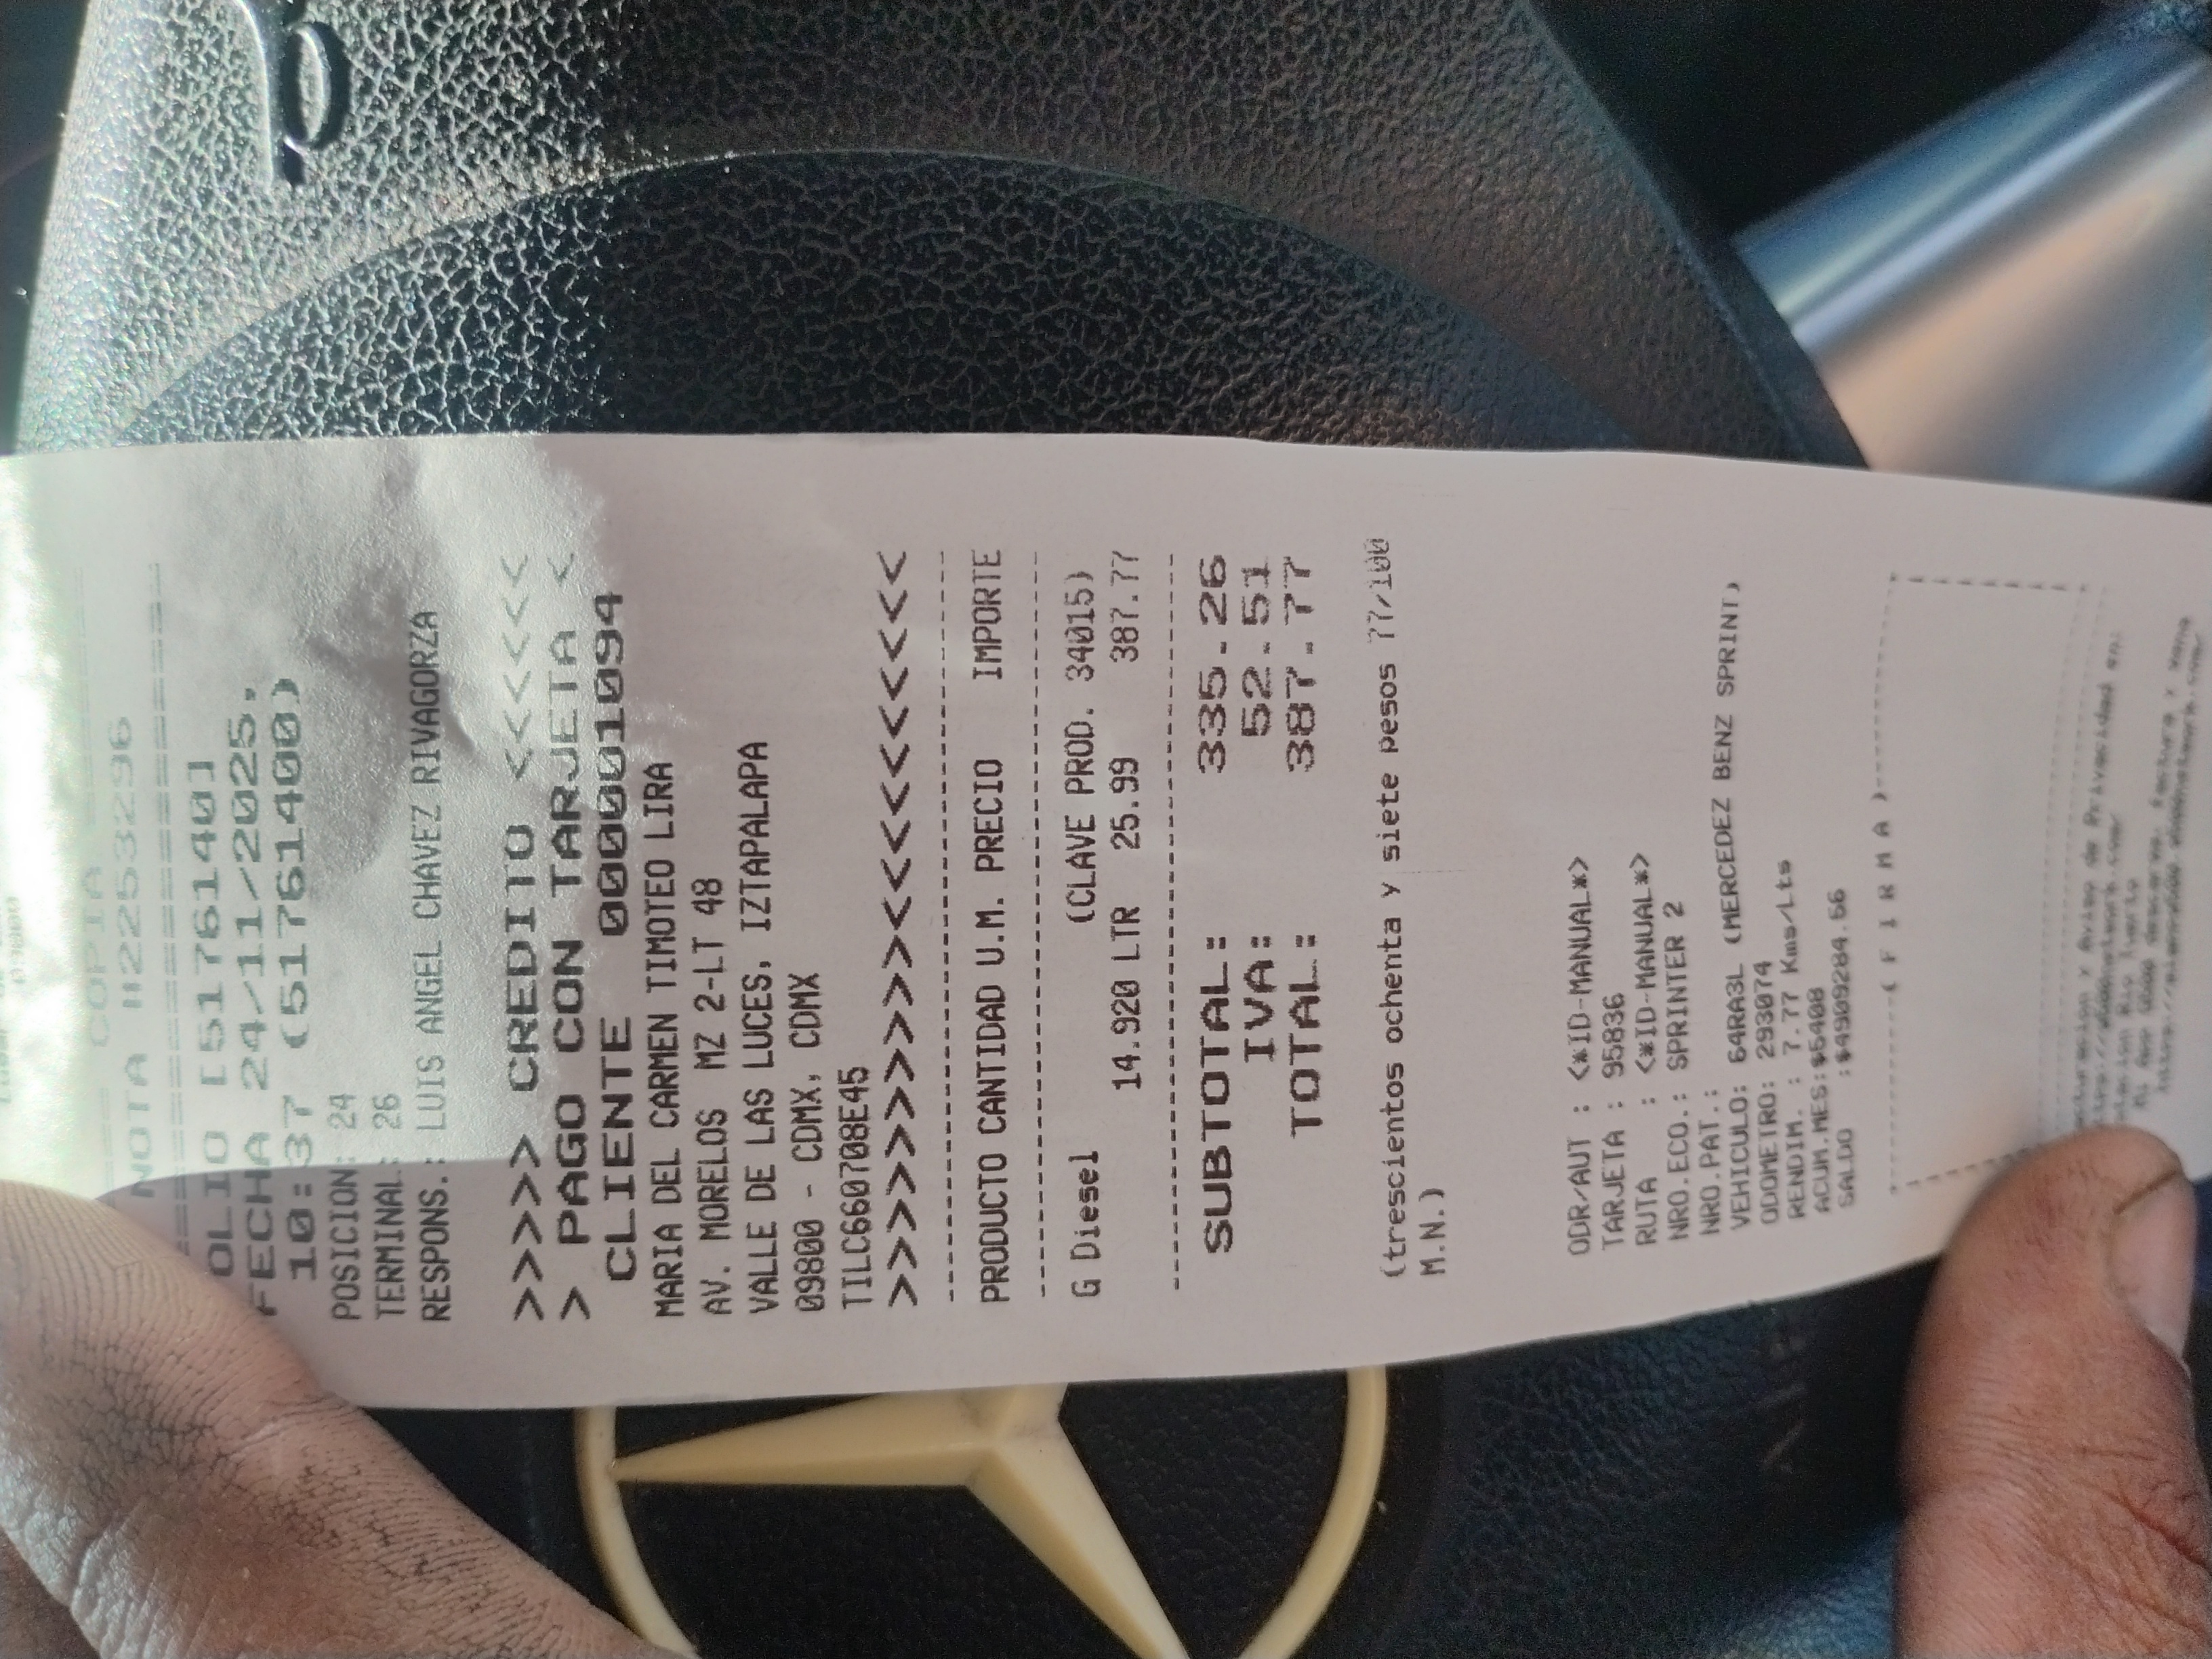 COPIA
NOTA #2253296
====================
OLIO [51761140]
FECHA 24/11/2025,
10:37 (517611400)
POSICION: 24
TERMINAL: 26
RESPONS.: LUIS ANGEL CHAVEZ RIVAGORZA
>>>>> CREDITO <<<<<<
> PAGO CON TARJETA <
CLIENTE 0000001094
MARIA DEL CARMEN TIMOTEO LIRA
AV. MORELOS MZ 2-LT 48
VALLE DE LAS LUCES, IZTAPALAPA
09800 - CDMX, CDMX
TILC660708E45
>>>>>>>>>><<<<<<<<<<
PRODUCTO CANTIDAD U.M. PRECIO IMPORTE
G Diesel (CLAVE PROD. 34015)
14.920 LTR 25.99 387.77
SUBTOTAL: 335.26
IVA: 52.51
TOTAL: 387.77
(trescientos ochenta y siete pesos 77/100
M.N.)
ODR/AUT : <*ID-MANUAL*>
TARJETA : 95836
RUTA : <*ID-MANUAL*>
NRO.ECO.: SPRINTER 2
NRO.PAT.:
VEHICULO: 64RA3L (MERCEDEZ BENZ SPRINT)
ODOMETRO: 293074
RENDIM. : 7.77 Kms/Lts
ACUM.MES:$6408
SALDO :$4909284.56
------( F I R M A )------